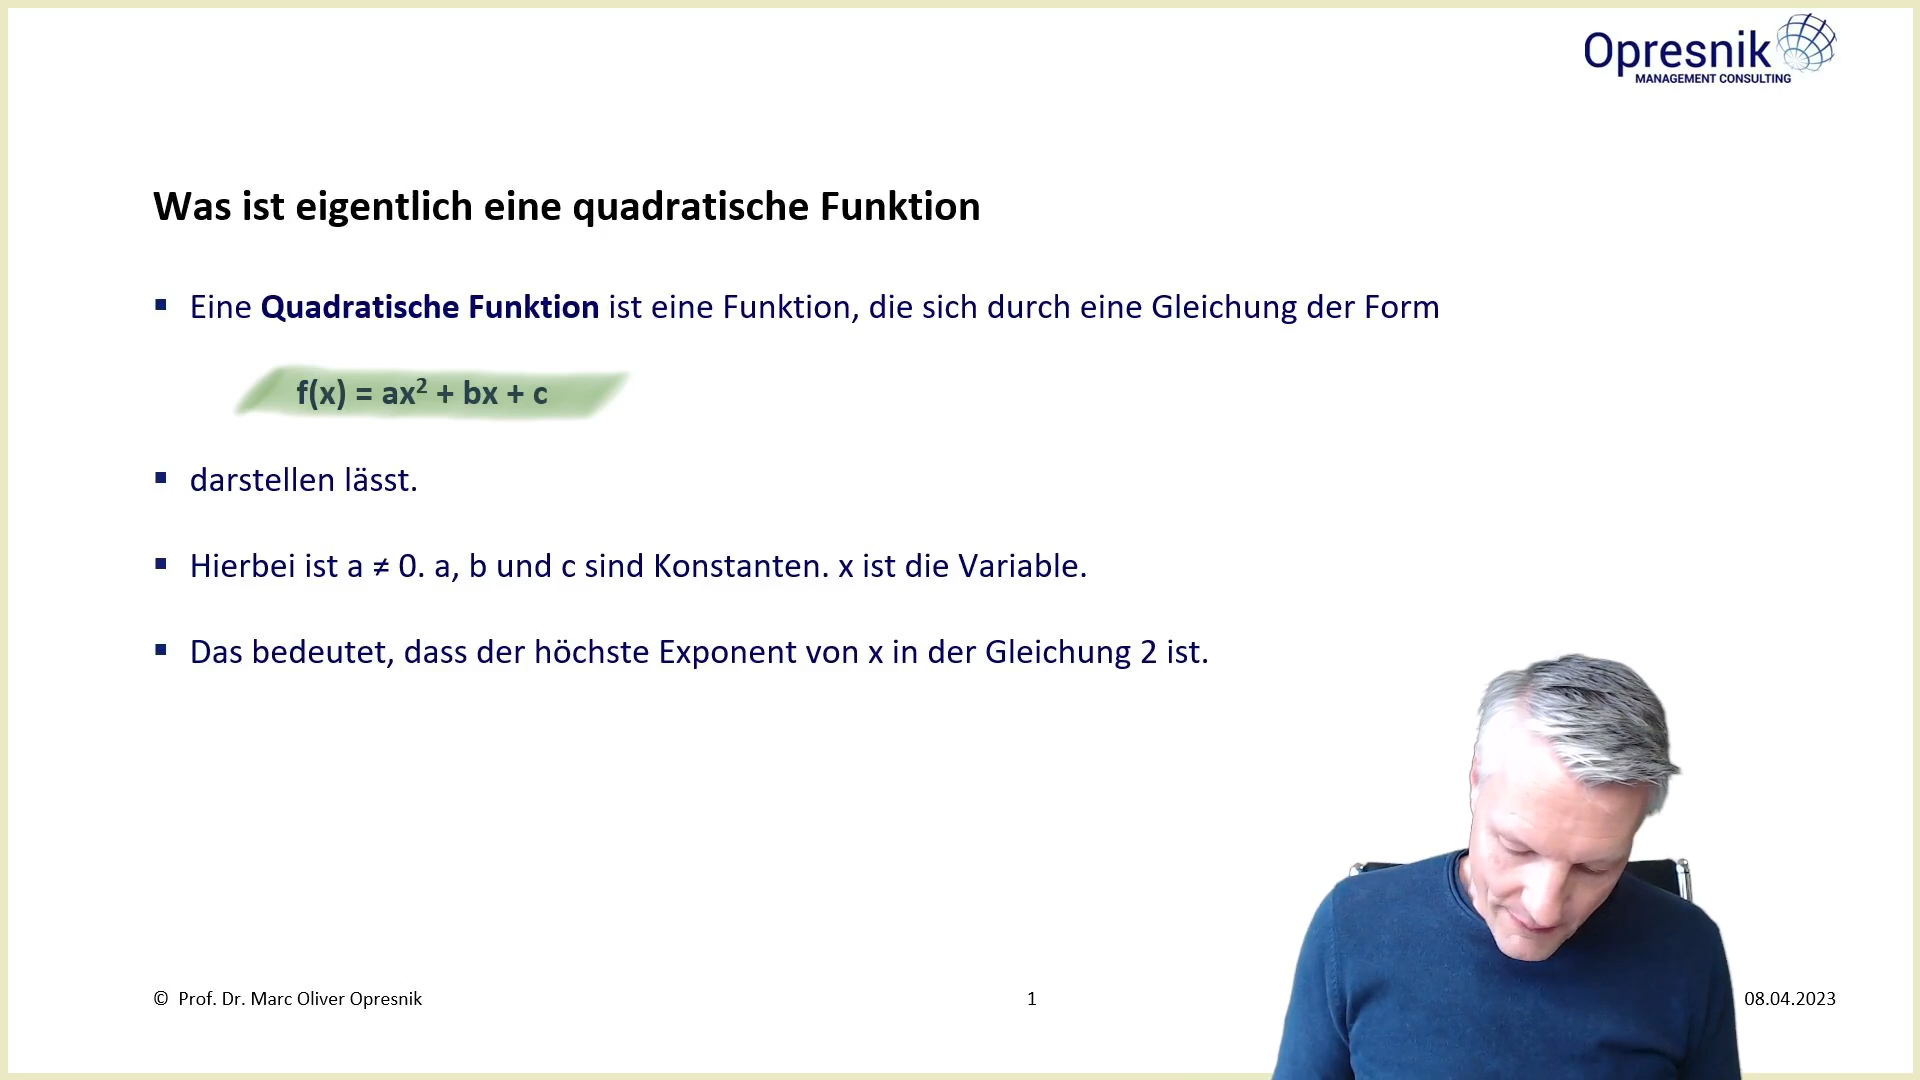 Opresnik
MANAGEMENT CONSULTING
Was ist eigentlich eine quadratische Funktion
▪ Eine Quadratische Funktion ist eine Funktion, die sich durch eine Gleichung der Form
f(x) = ax² + bx + c
▪ darstellen lässt.
▪ Hierbei ist a ≠ 0. a, b und c sind Konstanten. x ist die Variable.
▪ Das bedeutet, dass der höchste Exponent von x in der Gleichung 2 ist.
© Prof. Dr. Marc Oliver Opresnik
1
08.04.2023